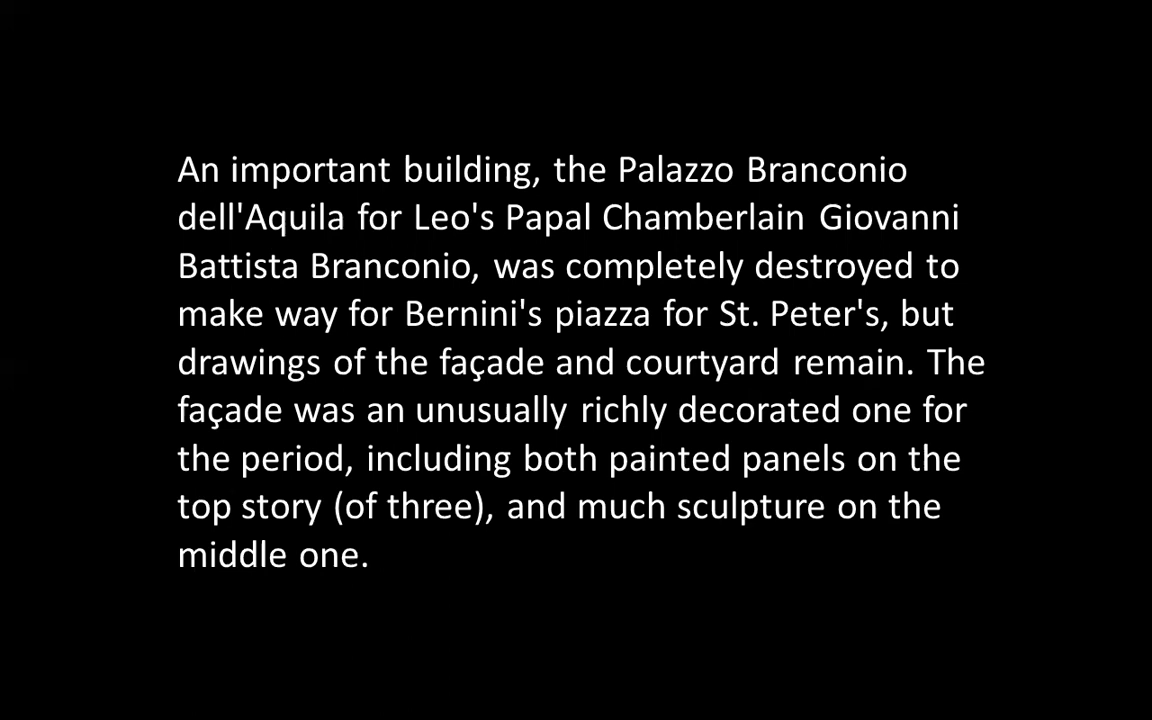 An important building, the Palazzo Branconio
dell'Aquila for Leo's Papal Chamberlain Giovanni
Battista Branconio, was completely destroyed to
make way for Bernini's piazza for St. Peter's, but
drawings of the façade and courtyard remain. The
façade was an unusually richly decorated one for
the period, including both painted panels on the
top story (of three), and much sculpture on the
middle one.